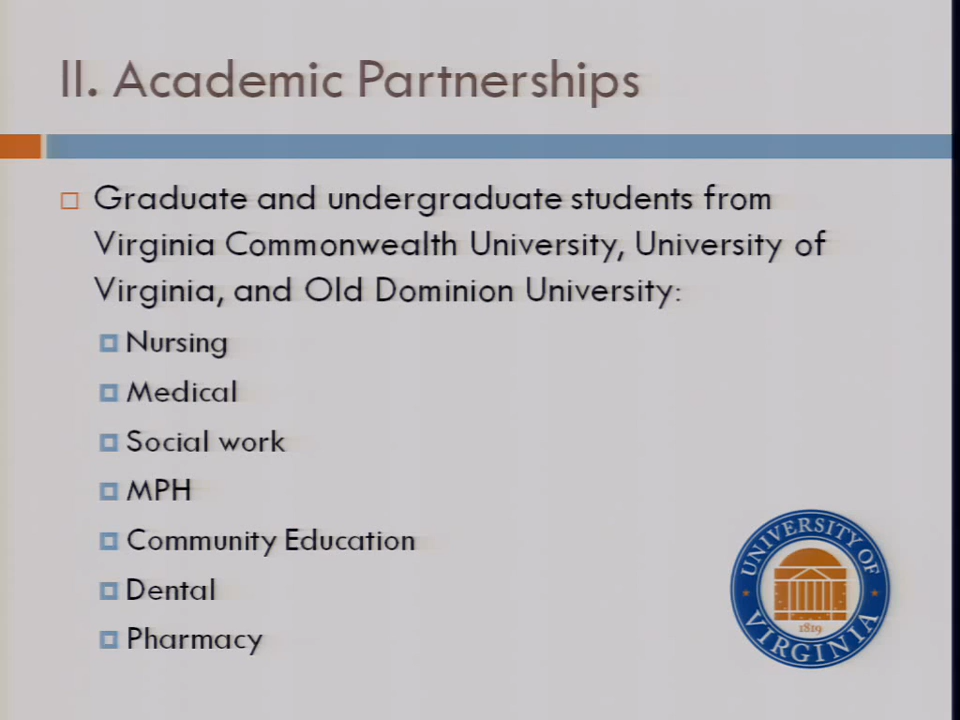 II. Academic Partnerships
Graduate and undergraduate students from
Virginia Commonwealth University, University of
Virginia, and Old Dominion University:
Nursing
Medical
Social work
MPH
Community Education
Dental
Pharmacy
UNIVERSITY OF
VIRGINIA
1819